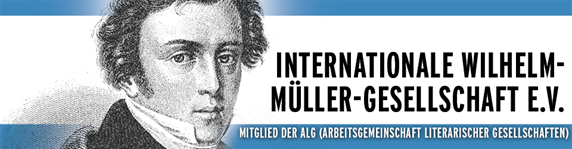 INTERNATIONALE WILHELM-
MÜLLER-GESELLSCHAFT E.V.
MITGLIED DER ALG (ARBEITSGEMEINSCHAFT LITERARISCHER GESELLSCHAFTEN)